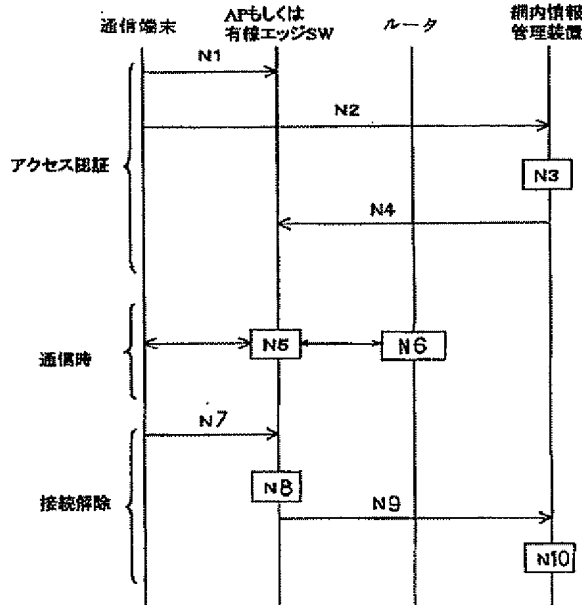 通信端末
APもしくは
有線エッジSW
ルータ
網内情報
管理装置
N1
N2
アクセス認証
N3
N4
通信時
N5
N6
N7
接続解除
N8
N9
N10